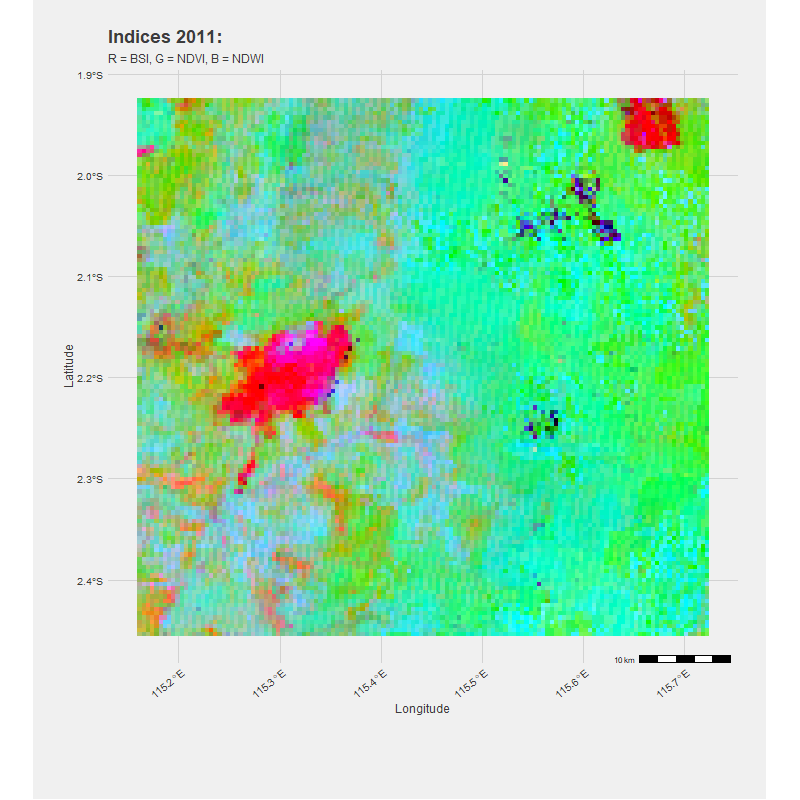 Indices 2011:
R = BSI, G = NDVI, B = NDWI
1.9°S
2.0°S
2.1°S
2.2°S
2.3°S
2.4°S
Latitude
115.2°E
115.3°E
115.4°E
115.5°E
115.6°E
115.7°E
Longitude
10 km